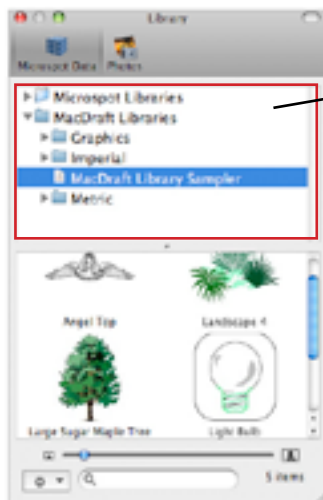 Library
Microspot Data Photos
Microspot Libraries
MacDraft Libraries
Graphics
Imperial
MacDraft Library Sampler
Metric
Angel Top Landscape 4
Large Sugar Maple Tree Light Bulb
5 items